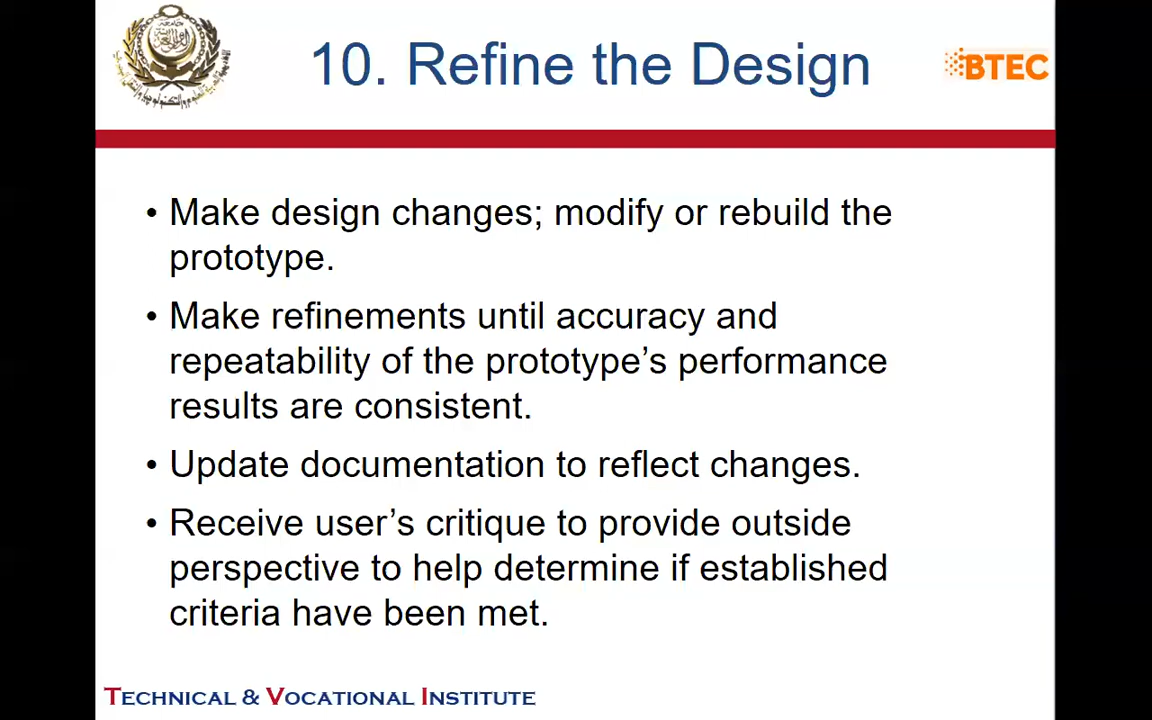 10. Refine the Design
BTEC
• Make design changes; modify or rebuild the
prototype.
• Make refinements until accuracy and
repeatability of the prototype’s performance
results are consistent.
• Update documentation to reflect changes.
• Receive user’s critique to provide outside
perspective to help determine if established
criteria have been met.
TECHNICAL & VOCATIONAL INSTITUTE